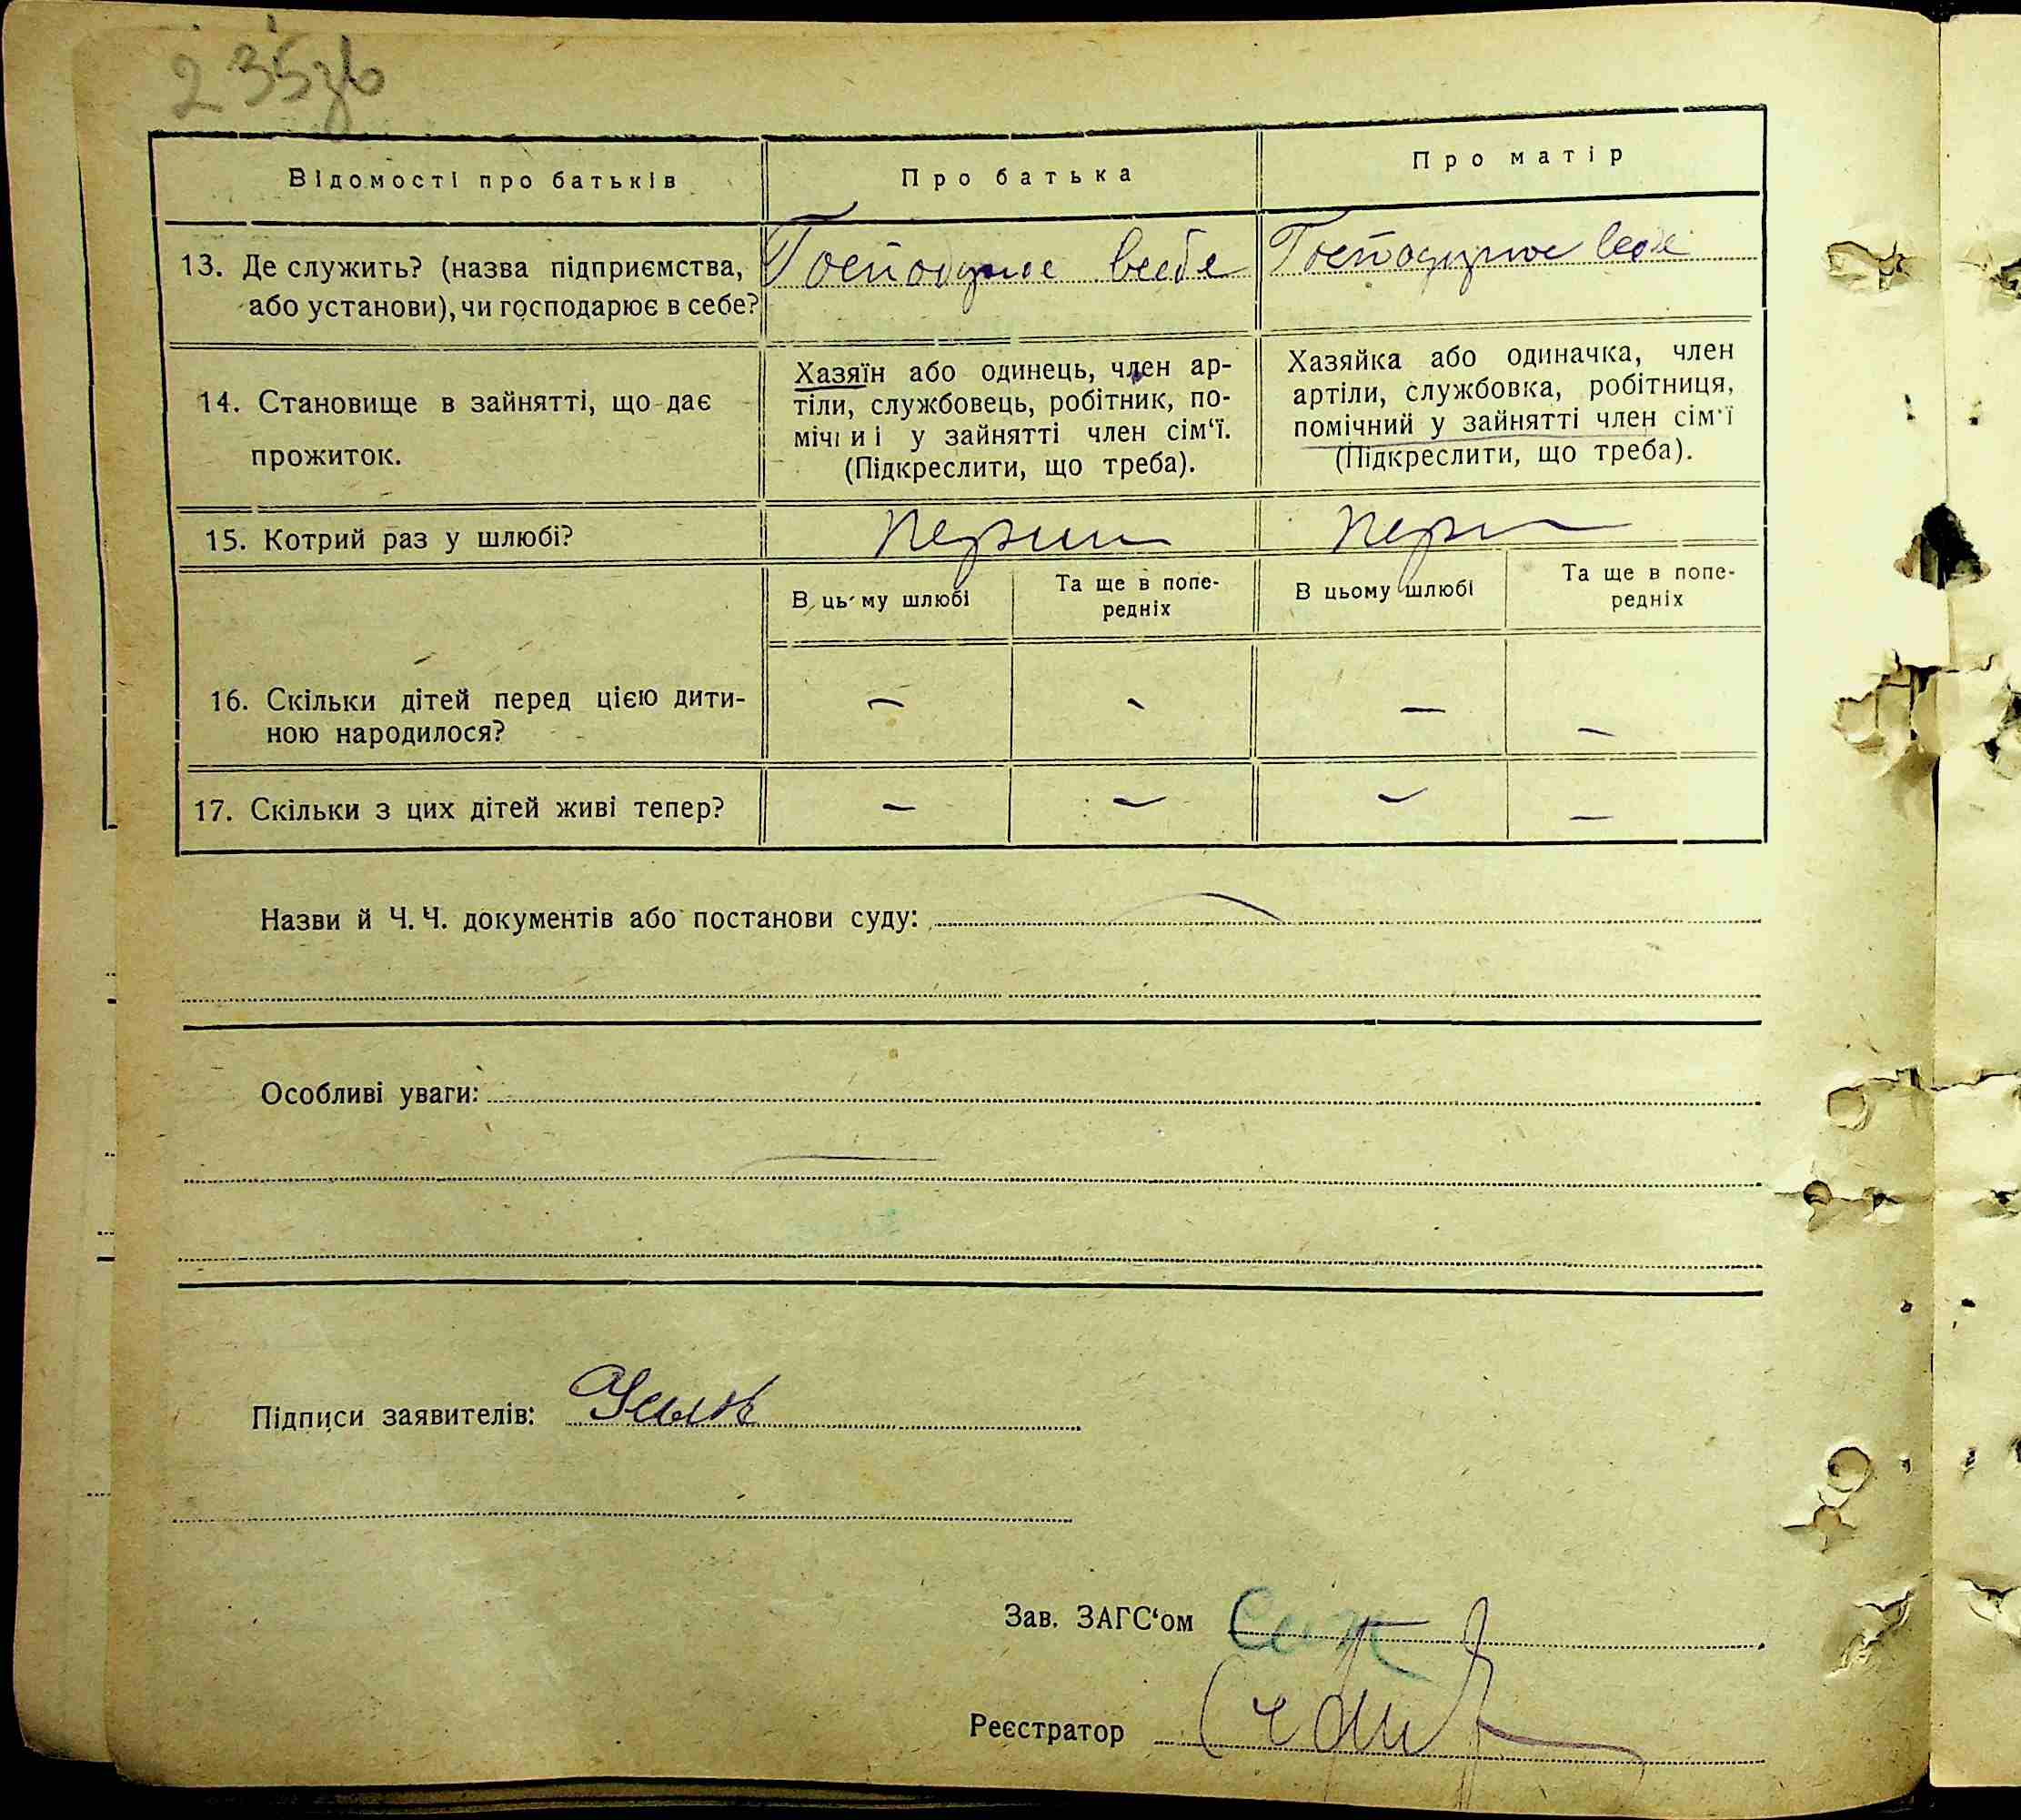 235зв
Відомості про батьків
Про батька
Про матір
13. Де служить? (назва підприємства,
або установи), чи господарює в себе?
Господарює в себе
Господарює в себе
14. Становище в зайнятті, що дає
прожиток.
Хазяїн або одинець, член ар-
тіли, службовець, робітник, по-
мічний у зайнятті член сім‘ї.
(Підкреслити, що треба).
Хазяйка або одиначка, член
артіли, службовка, робітниця,
помічний у зайнятті член сім‘ї
(Підкреслити, що треба).
15. Котрий раз у шлюбі?
В цьому шлюбі
Та ще в попе-
редніх
В цьому шлюбі
Та ще в попе-
редніх
16. Скільки дітей перед цією дити-
ною народилося?
— — — —
17. Скільки з цих дітей живі тепер?
— — — —
Назви й Ч. Ч. документів або постанови суду: —
Особливі уваги:
—
Підписи заявителів:
Зав. ЗАГС‘ом
Реєстратор